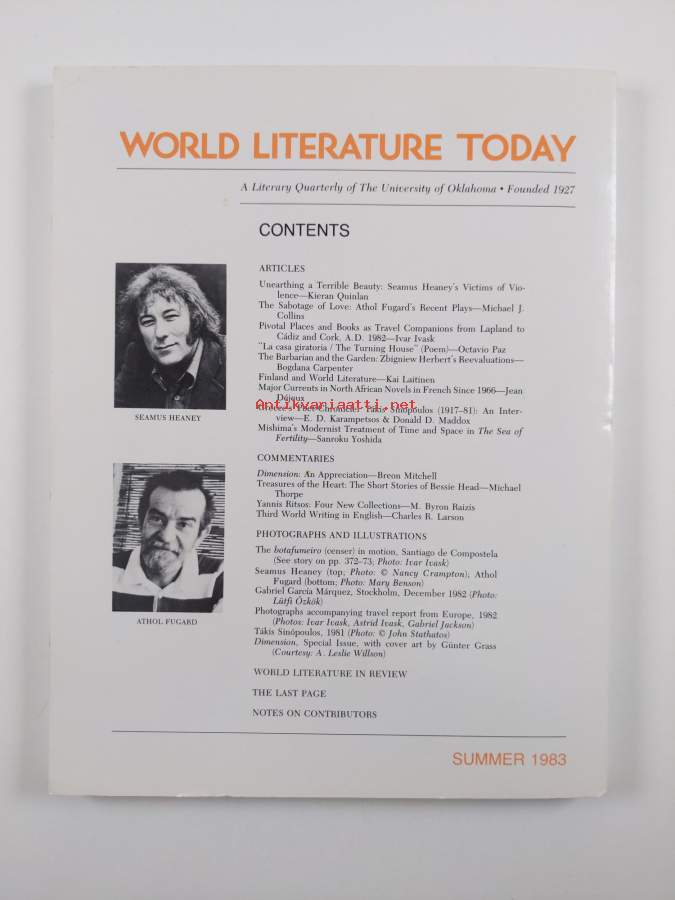 WORLD LITERATURE TODAY
A Literary Quarterly of The University of Oklahoma • Founded 1927
CONTENTS
ARTICLES
Unearthing a Terrible Beauty: Seamus Heaney's Victims of Vio-
lence—Kieran Quinlan
The Sabotage of Love: Athol Fugard's Recent Plays—Michael J.
Collins
Pivotal Places and Books as Travel Companions from Lapland to
Cádiz and Cork, A.D. 1982—Ivar Ivask
"La casa giratoria / The Turning House" (Poem)—Octavio Paz
The Barbarian and the Garden: Zbigniew Herbert's Reevaluations—
Bogdana Carpenter
Finland and World Literature—Kai Laitinen
Major Currents in North African Novels in French Since 1966—Jean
Déjeux
Antikvariaatti.net
Greece's Poet-Chronicler Tákis Sinópoulos (1917–81): An Inter-
view—E. D. Karampetsos & Donald D. Maddox
Mishima's Modernist Treatment of Time and Space in The Sea of
Fertility—Sanroku Yoshida
SEAMUS HEANEY
COMMENTARIES
Dimension: An Appreciation—Breon Mitchell
Treasures of the Heart: The Short Stories of Bessie Head—Michael
Thorpe
Yannis Ritsos: Four New Collections—M. Byron Raizis
Third World Writing in English—Charles R. Larson
PHOTOGRAPHS AND ILLUSTRATIONS
The botafumeiro (censer) in motion, Santiago de Compostela
(See story on pp. 372–73; Photo: Ivar Ivask)
Seamus Heaney (top; Photo: © Nancy Crampton); Athol
Fugard (bottom; Photo: Mary Benson)
Gabriel García Márquez, Stockholm, December 1982 (Photo:
Lütfi Özkök)
Photographs accompanying travel report from Europe, 1982
(Photos: Ivar Ivask, Astrid Ivask, Gabriel Jackson)
Tákis Sinópoulos, 1981 (Photo: © John Stathatos)
Dimension, Special Issue, with cover art by Günter Grass
(Courtesy: A. Leslie Willson)
ATHOL FUGARD
WORLD LITERATURE IN REVIEW
THE LAST PAGE
NOTES ON CONTRIBUTORS
SUMMER 1983